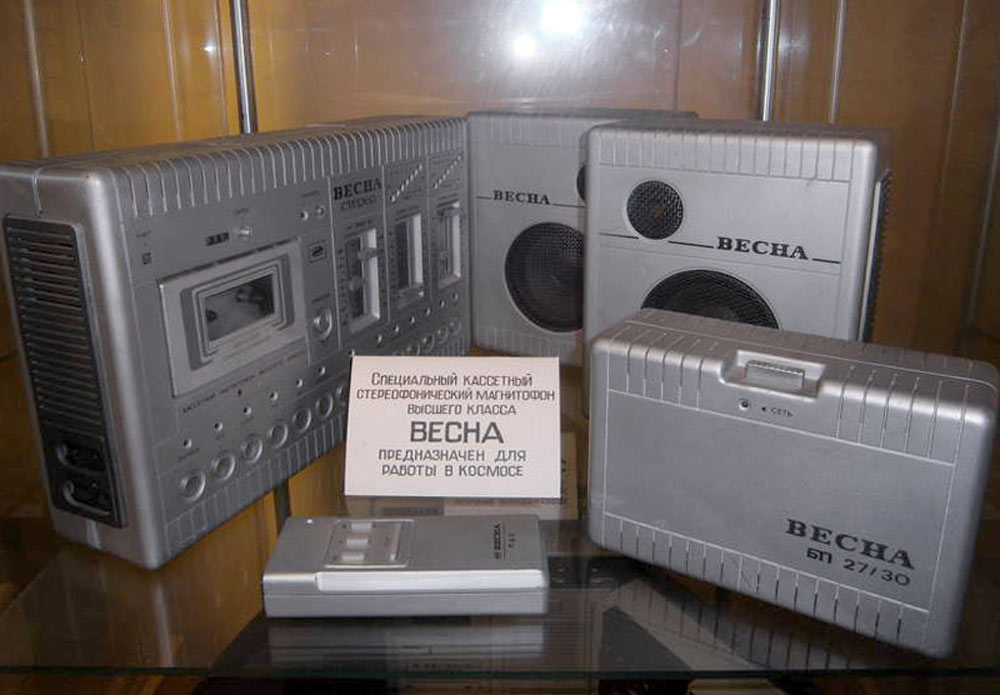 ВЕСНА
СТЕРЕО
ВЕСНА
ВЕСНА
СПЕЦИАЛЬНЫЙ КАССЕТНЫЙ
СТЕРЕОФОНИЧЕСКИЙ МАГНИТОФОН
ВЫСШЕГО КЛАССА
ВЕСНА
ПРЕДНАЗНАЧЕН ДЛЯ
РАБОТЫ В КОСМОСЕ
СЕТЬ
ВЕСНА
БП 27/30
ВЕСНА